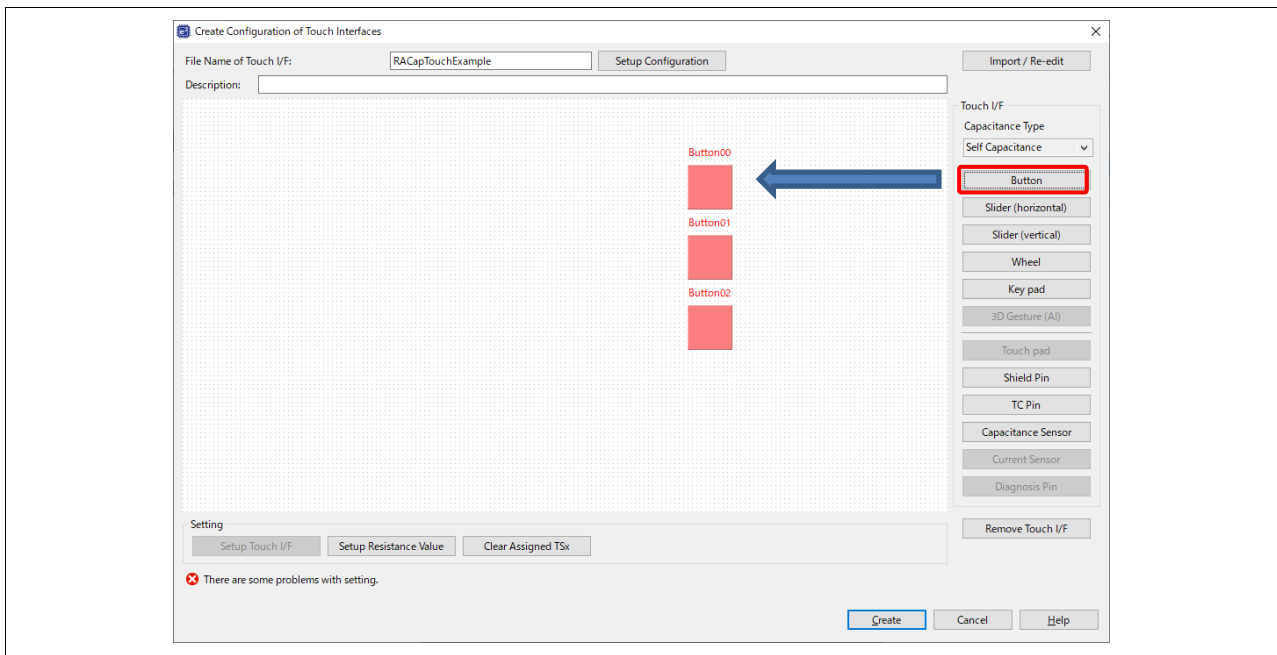 Create Configuration of Touch Interfaces
File Name of Touch I/F: RACapTouchExample Setup Configuration Import / Re-edit
Description:
Touch I/F
Capacitance Type
Self Capacitance
Button00
Button
Slider (horizontal)
Button01
Slider (vertical)
Wheel
Key pad
Button02
3D Gesture (AI)
Touch pad
Shield Pin
TC Pin
Capacitance Sensor
Current Sensor
Diagnosis Pin
Setting
Remove Touch I/F
Setup Touch I/F Setup Resistance Value Clear Assigned TSx
There are some problems with setting.
Create Cancel Help